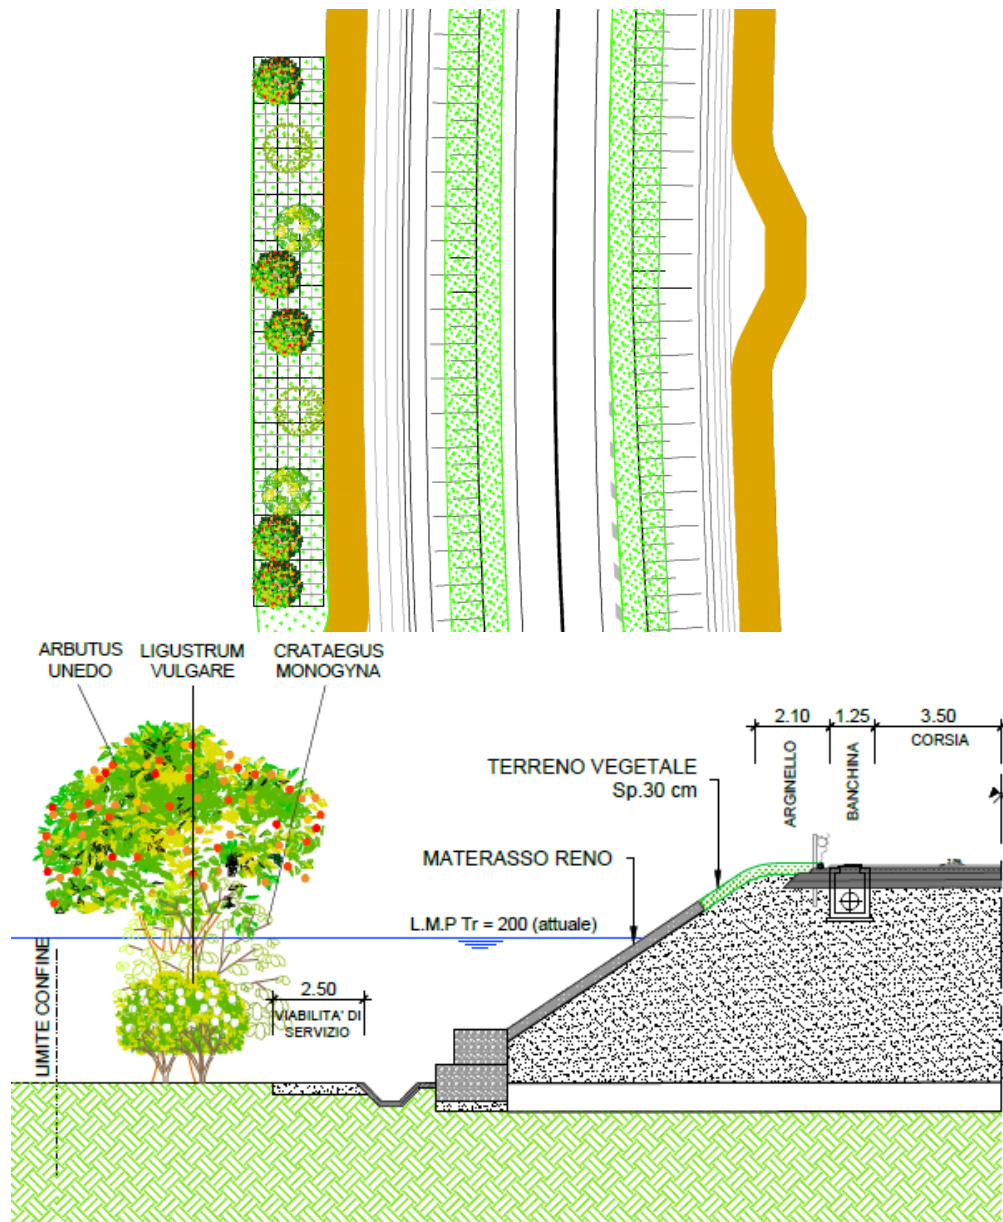 ARBUTUS
UNEDO
LIGUSTRUM
VULGARE
CRATAEGUS
MONOGYNA
2.10
1.25
3.50
CORSIA
ARGINELLO
BANCHINA
TERRENO VEGETALE
Sp.30 cm
MATERASSO RENO
L.M.P Tr = 200 (attuale)
LIMITE CONFINE
2.50
VIABILITA' DI
SERVIZIO